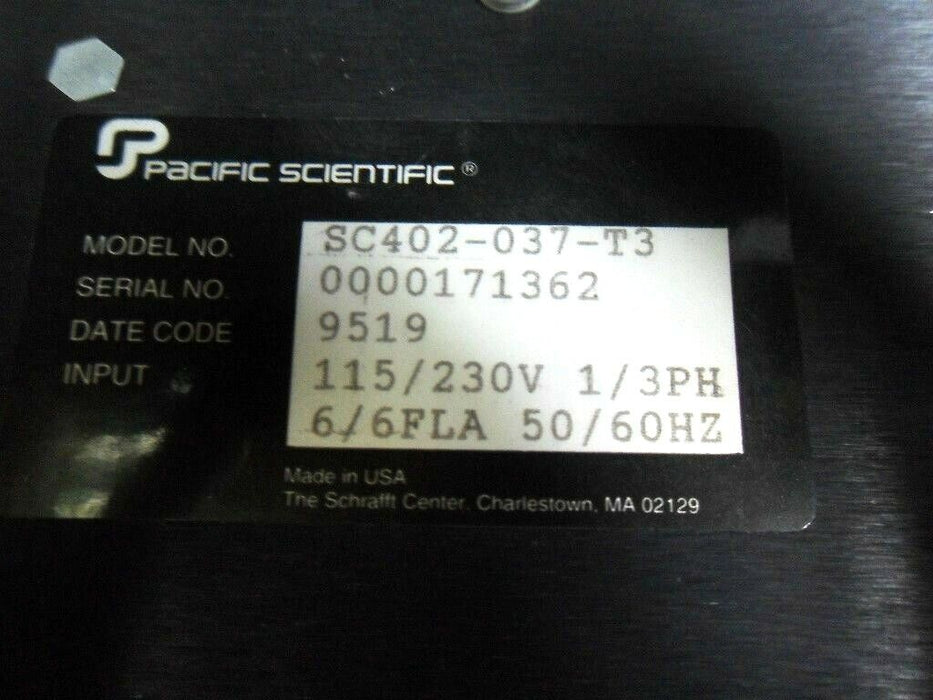 PACIFIC SCIENTIFIC ®
MODEL NO. SC402-037-T3
SERIAL NO. 0000171362
DATE CODE 9519
INPUT 115/230V 1/3PH
6/6FLA 50/60HZ
Made in USA
The Schrafft Center, Charlestown, MA 02129